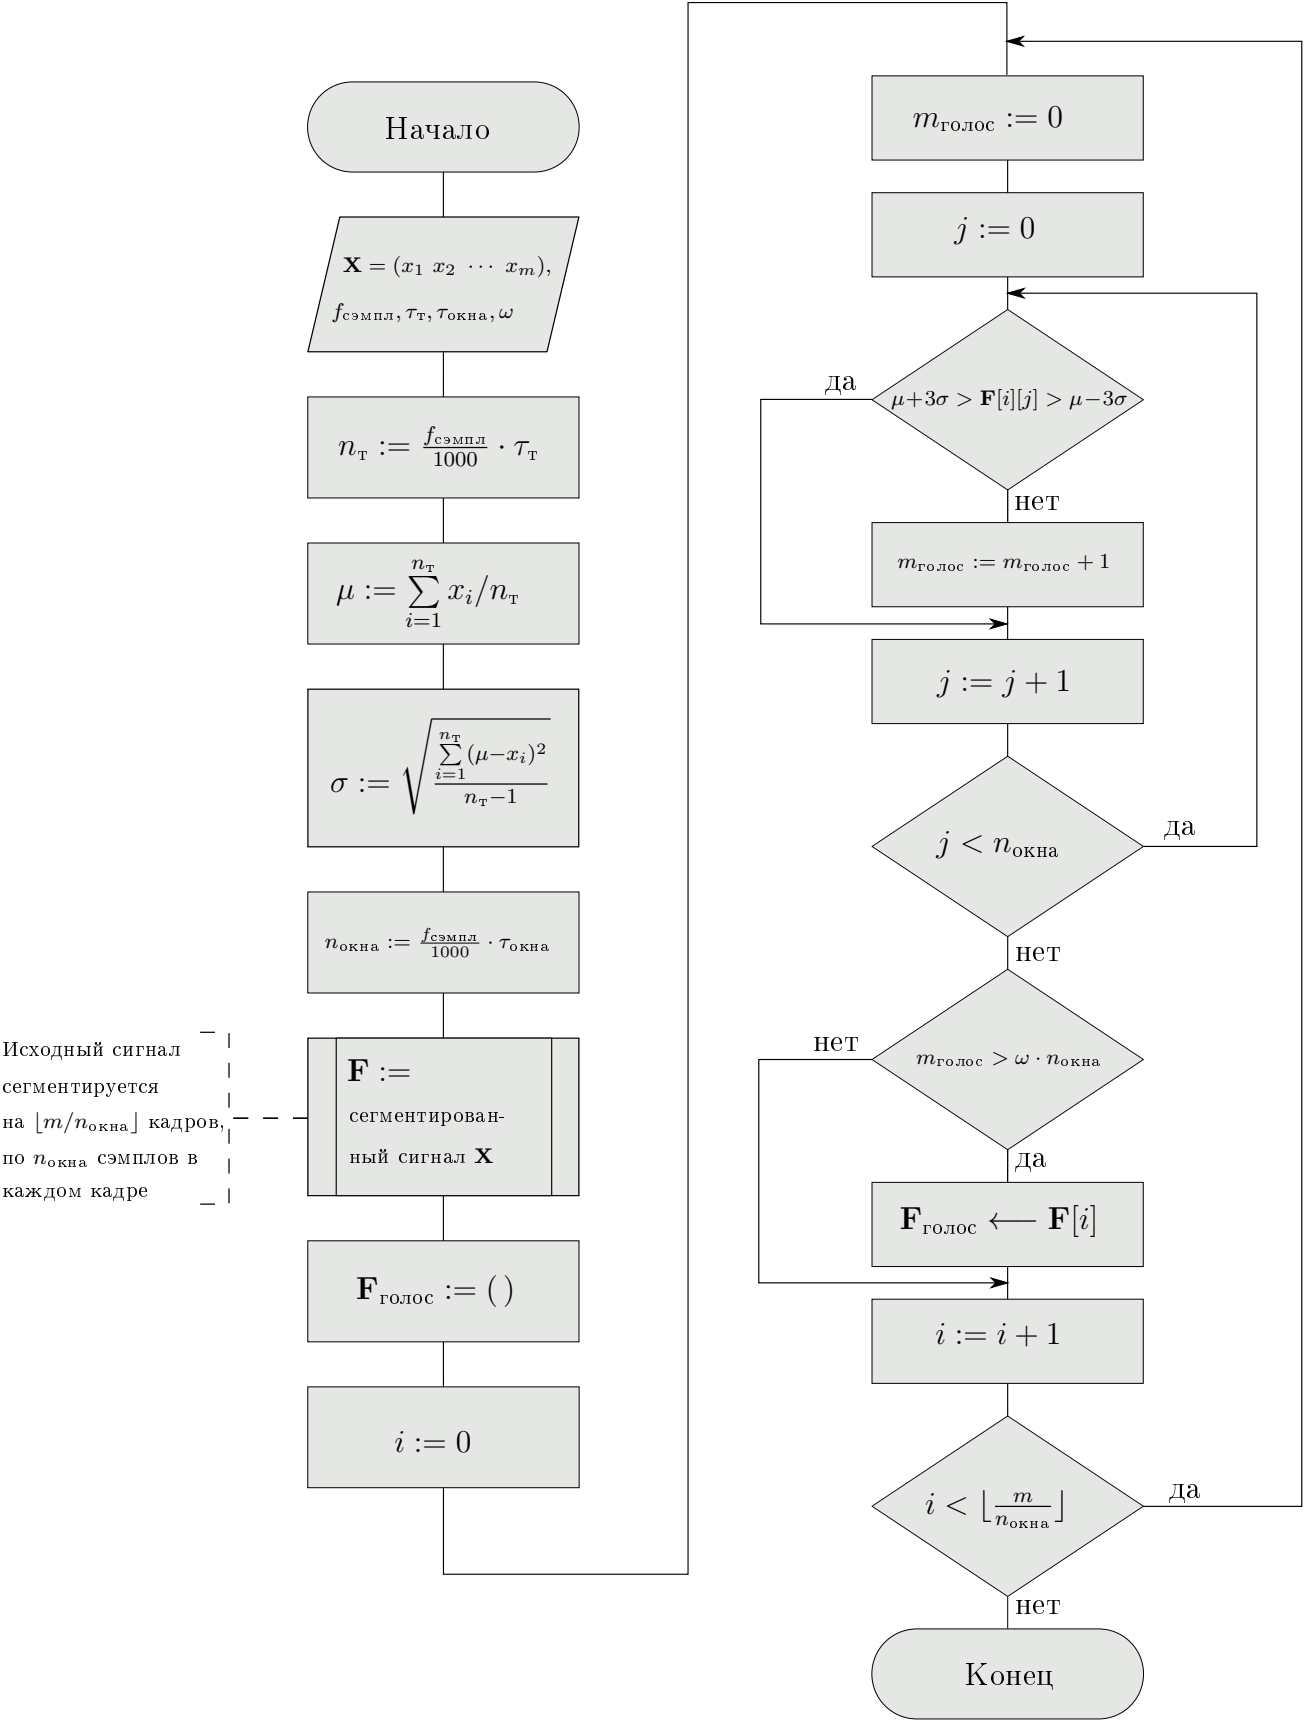 Начало
X = (x₁ x₂ ⋯ xₘ),
f_сэмпл, τ_т, τ_окна, ω
n_т := f_сэмпл/1000 · τ_т
μ := ∑_{i=1}^{n_т} x_i/n_т
σ := √(∑_{i=1}^{n_т}(μ−x_i)²/(n_т−1))
n_окна := f_сэмпл/1000 · τ_окна
Исходный сигнал
сегментируется
на ⌊m/n_окна⌋ кадров,
по n_окна сэмплов в
каждом кадре
F :=
сегментирован-
ный сигнал X
F_голос := ( )
i := 0
m_голос := 0
j := 0
да
μ+3σ > F[i][j] > μ−3σ
нет
m_голос := m_голос + 1
j := j + 1
j < n_окна
да
нет
нет
m_голос > ω · n_окна
да
F_голос ⟵ F[i]
i := i + 1
i < ⌊m/n_окна⌋
да
нет
Конец